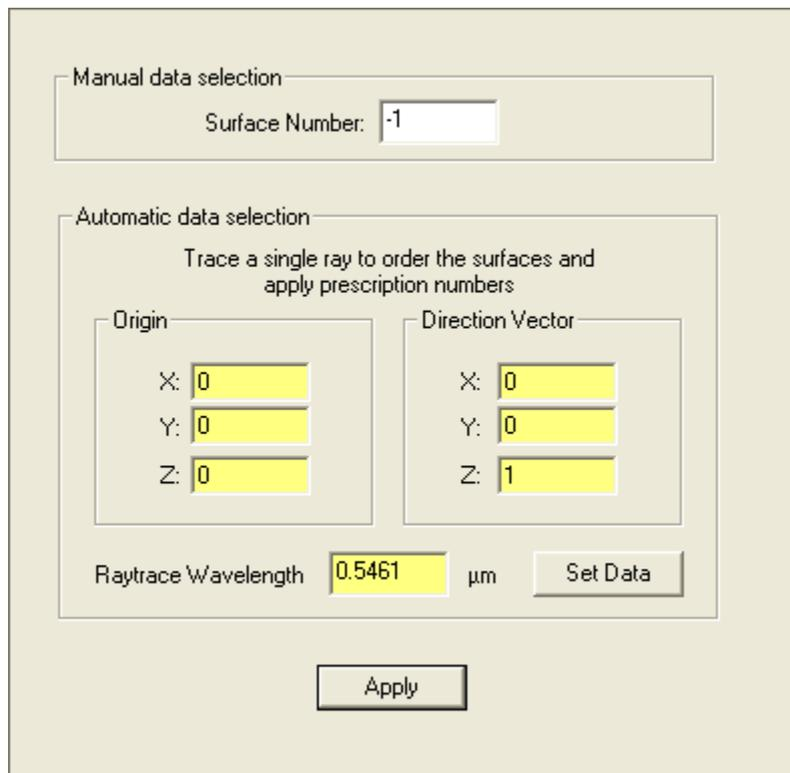 Manual data selection
Surface Number: -1
Automatic data selection
Trace a single ray to order the surfaces and
apply prescription numbers
Origin Direction Vector
X: 0 X: 0
Y: 0 Y: 0
Z: 0 Z: 1
Raytrace Wavelength 0.5461 µm Set Data
Apply